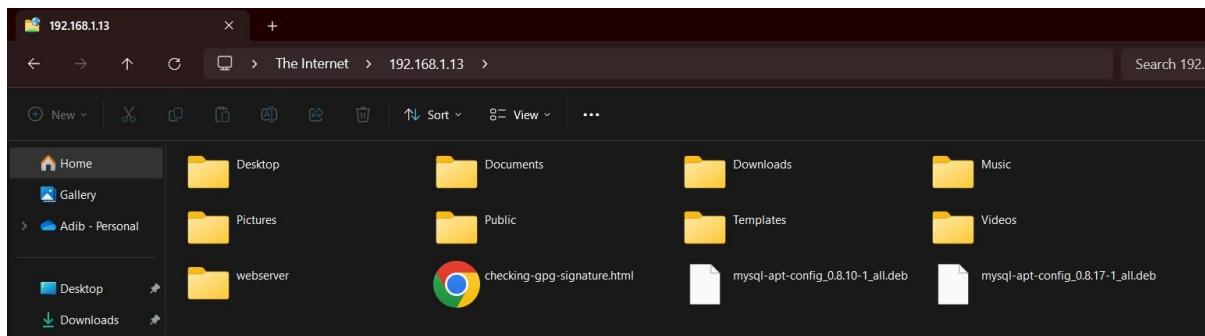 192.168.1.13
The Internet > 192.168.1.13 >
Search 192.
New
Sort
View
Home
Gallery
Adib - Personal
Desktop
Downloads
Desktop
Documents
Downloads
Music
Pictures
Public
Templates
Videos
webserver
checking-gpg-signature.html
mysql-apt-config_0.8.10-1_all.deb
mysql-apt-config_0.8.17-1_all.deb